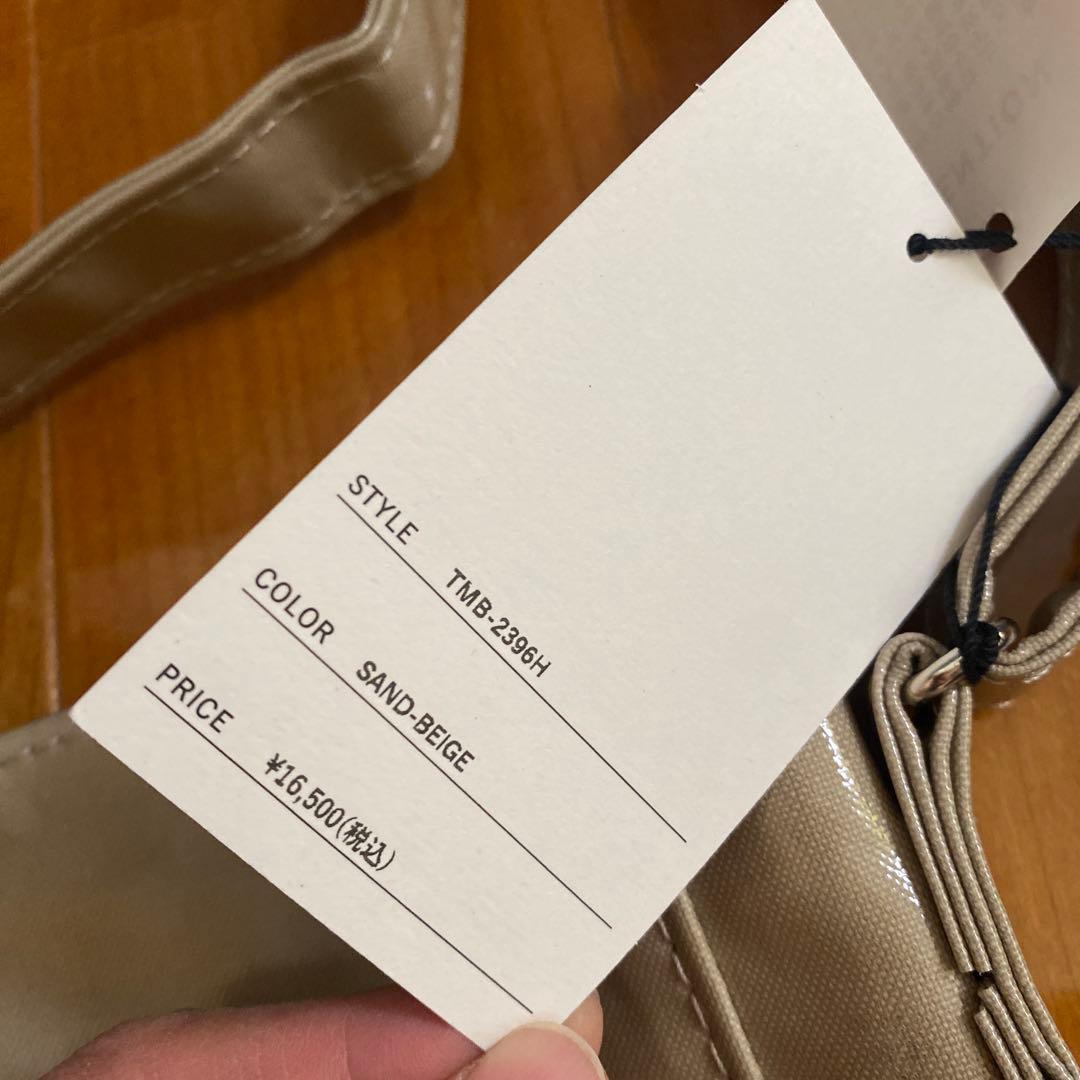 STYLE TMB-2396H
COLOR SAND-BEIGE
PRICE ¥16,500(税込)